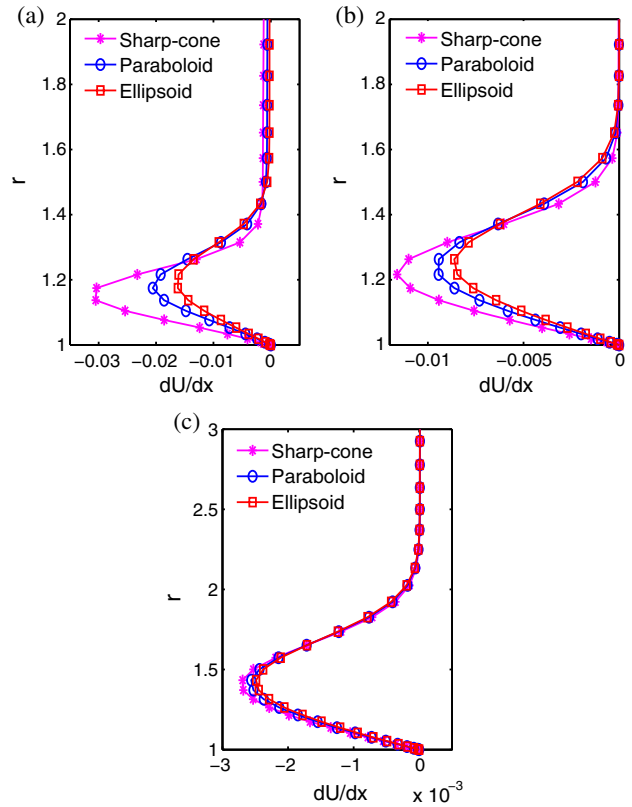 (a)
2
1.8
1.6
1.4
1.2
1
r
Sharp-cone
Paraboloid
Ellipsoid
−0.03 −0.02 −0.01 0
dU/dx
(b)
2
1.8
1.6
1.4
1.2
1
r
Sharp-cone
Paraboloid
Ellipsoid
−0.01 −0.005 0
dU/dx
(c)
3
2.5
2
1.5
1
r
Sharp-cone
Paraboloid
Ellipsoid
−3 −2 −1 0
dU/dx
x 10⁻³